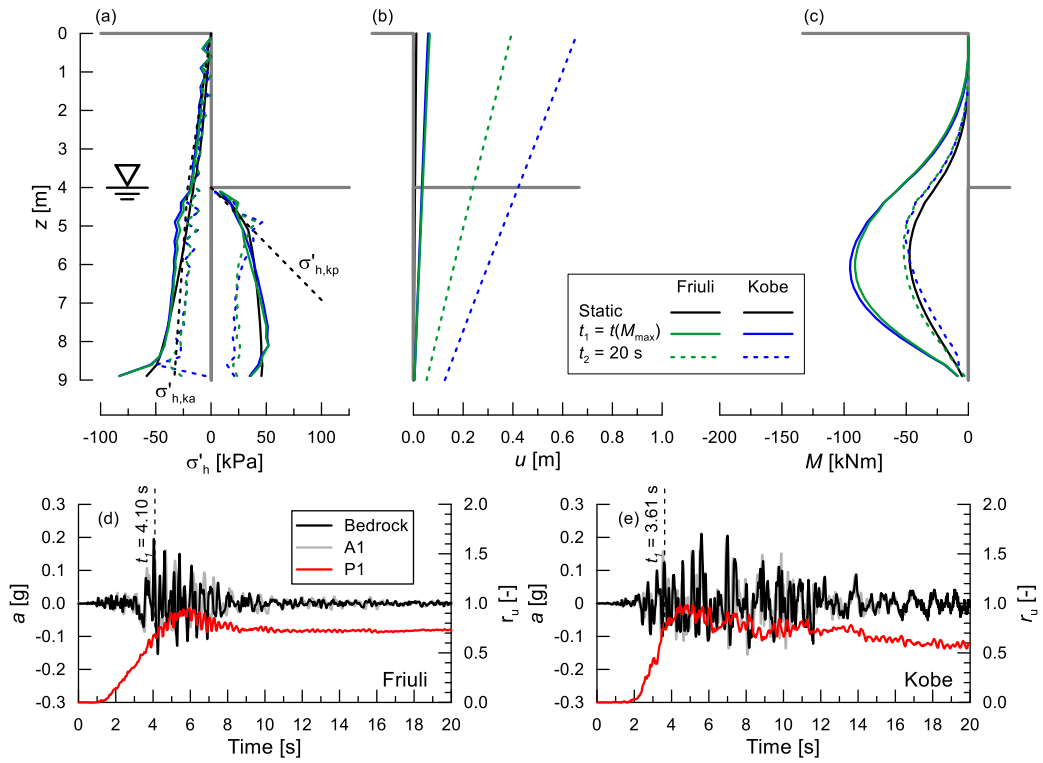 (a)
(b)
(c)
0
1
2
3
4
5
6
7
8
9
z [m]
σ'h,kp
σ'h,ka
-100 -50 0 50 100
σ'h [kPa]
0.0 0.2 0.4 0.6 0.8 1.0
u [m]
-200 -150 -100 -50 0
M [kNm]
Friuli Kobe
Static
t1 = t(Mmax)
t2 = 20 s
(d)
t1 = 4.10 s
0.3
0.2
0.1
0.0
-0.1
-0.2
-0.3
a [g]
Bedrock
A1
P1
2.0
1.5
1.0
0.5
0.0
ru [-]
Friuli
0 2 4 6 8 10 12 14 16 18 20
Time [s]
(e)
t1 = 3.61 s
0.3
0.2
0.1
0.0
-0.1
-0.2
-0.3
a [g]
2.0
1.5
1.0
0.5
0.0
ru [-]
Kobe
0 2 4 6 8 10 12 14 16 18 20
Time [s]